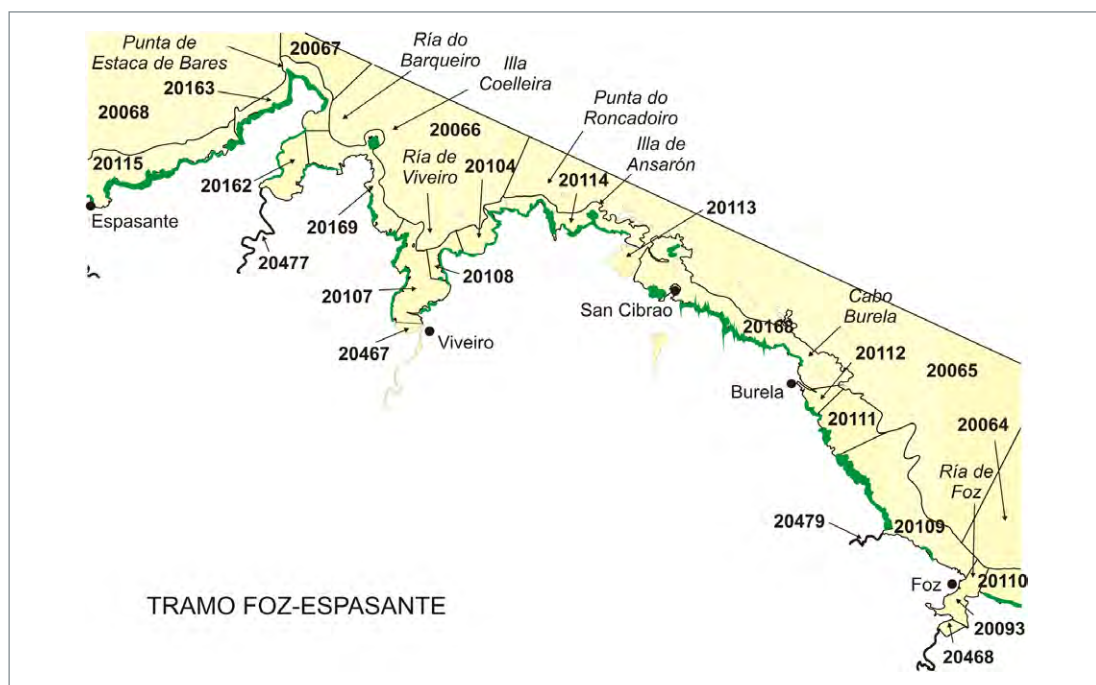 Punta de
Estaca de Bares
20163
20067
Ría do
Barqueiro
Illa
Coelleira
20068
20066
Punta do
Roncadoiro
20115
Ría de
Viveiro
20104
Illa de
Ansarón
20162
20114
20113
Espasante
20169
20477
20108
20107
San Cibrao
Cabo
Burela
20168
20467
Viveiro
20112
20065
Burela
20111
20064
Ría de
Foz
20479
20109
Foz
20110
TRAMO FOZ-ESPASANTE
20093
20468